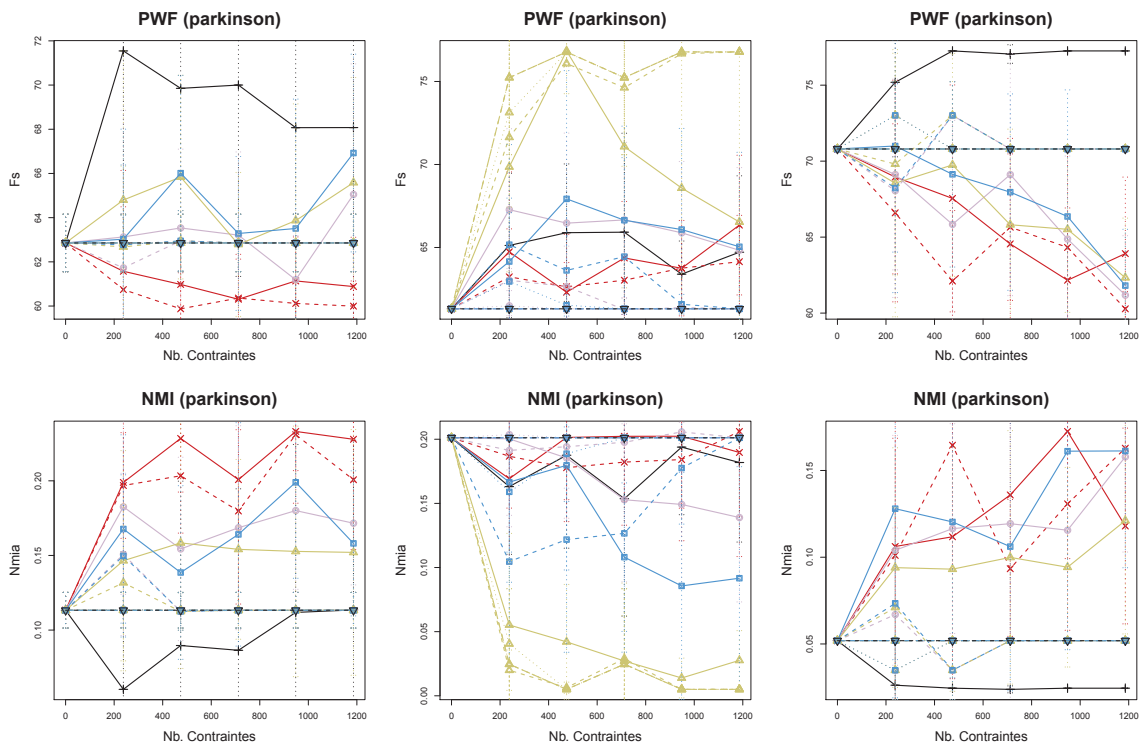 PWF (parkinson)
72
70
68
66
64
62
60
Fs
0 200 400 600 800 1000 1200
Nb. Contraintes
PWF (parkinson)
75
70
65
Fs
0 200 400 600 800 1000 1200
Nb. Contraintes
PWF (parkinson)
75
70
65
60
Fs
0 200 400 600 800 1000 1200
Nb. Contraintes
NMI (parkinson)
0.20
0.15
0.10
Nmia
0 200 400 600 800 1000 1200
Nb. Contraintes
NMI (parkinson)
0.20
0.15
0.10
0.05
0.00
Nmia
0 200 400 600 800 1000 1200
Nb. Contraintes
NMI (parkinson)
0.15
0.10
0.05
Nmia
0 200 400 600 800 1000 1200
Nb. Contraintes